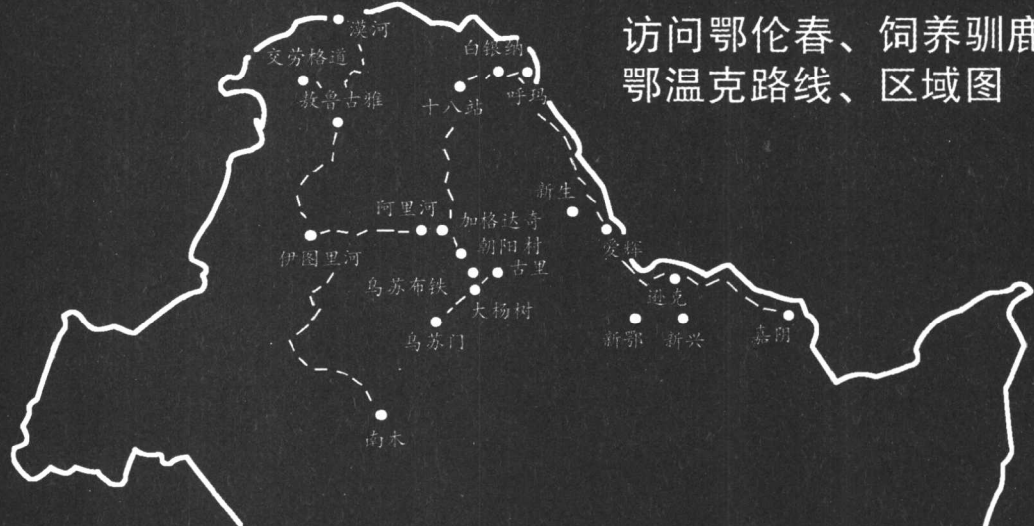 访问鄂伦春、饲养驯鹿
鄂温克路线、区域图
漠河
交劳格道
敖鲁古雅
白银纳
十八站
呼玛
新生
阿里河
加格达奇
朝阳村
古里
伊图里河
乌苏布铁
大杨树
乌苏门
爱辉
逊克
新鄂
新兴
嘉阴
南木